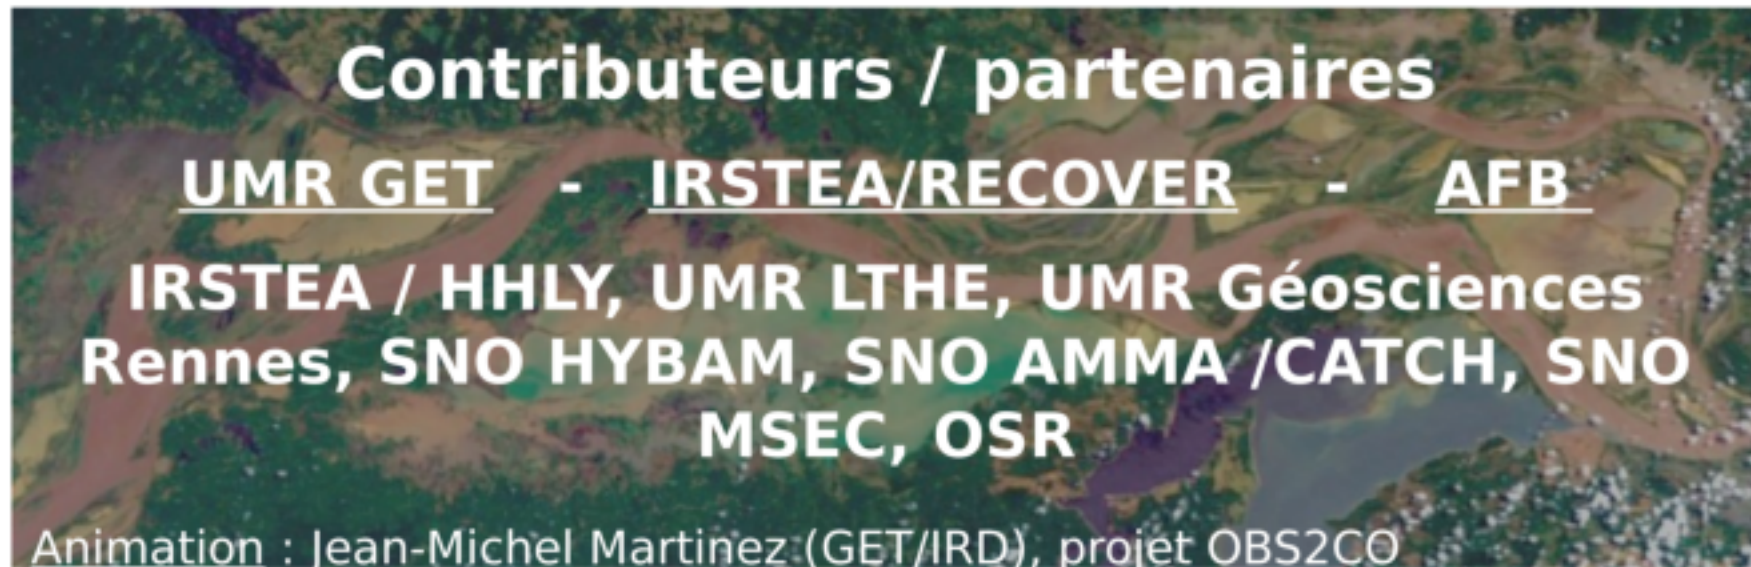 Contributeurs / partenaires
UMR GET - IRSTEA/RECOVER - AFB
IRSTEA / HHLY, UMR LTHE, UMR Géosciences
Rennes, SNO HYBAM, SNO AMMA /CATCH, SNO
MSEC, OSR
Animation : Jean-Michel Martinez (GET/IRD), projet OBS2CO